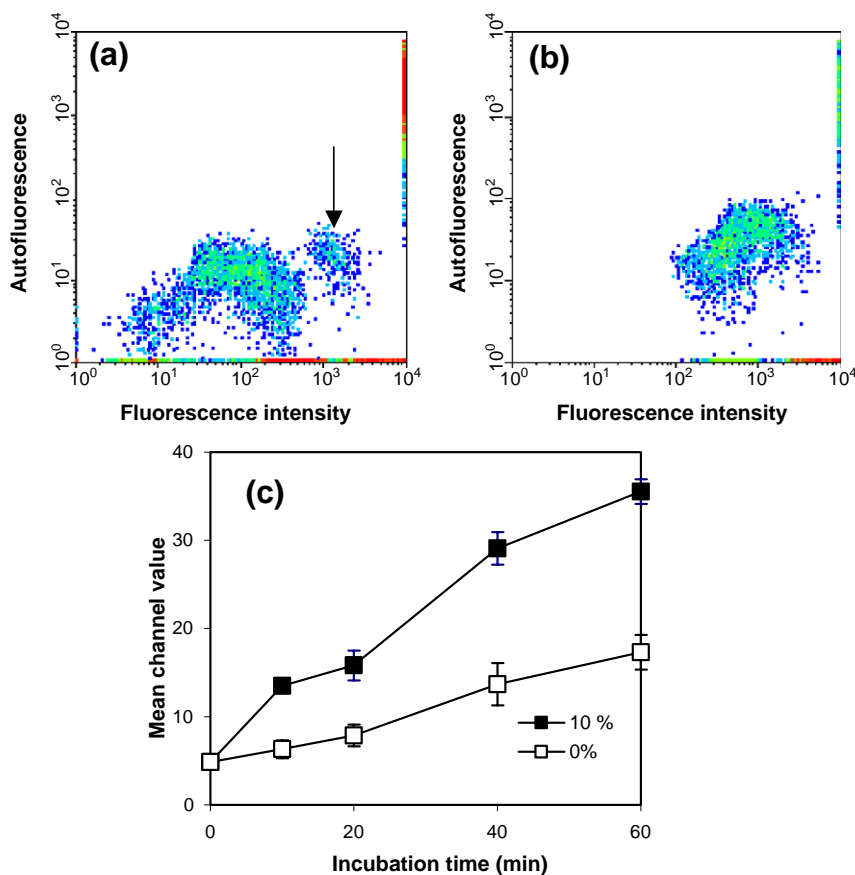 (a)
Autofluorescence
10⁴
10³
10²
10¹
10⁰
10⁰ 10¹ 10² 10³ 10⁴
Fluorescence intensity
(b)
Autofluorescence
10⁴
10³
10²
10¹
10⁰
10⁰ 10¹ 10² 10³ 10⁴
Fluorescence intensity
(c)
Mean channel value
40
30
20
10
0
0 20 40 60
Incubation time (min)
10 %
0%